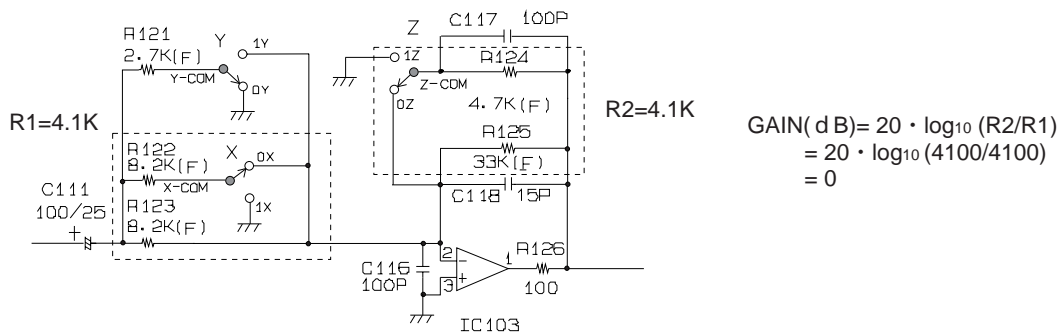 C117
100P
R121
2.7K(F)
Y
1Y
Y-COM
0Y
Z
1Z
R124
Z-COM
0Z
4.7K(F)
R1=4.1K
R2=4.1K
R125
33K(F)
C118
15P
R122
8.2K(F)
X
0X
X-COM
1X
C111
100/25
+
R123
8.2K(F)
C116
100P
2
−
3
+
1
R126
100
IC103
GAIN(dB)= 20・log10 (R2/R1)
= 20・log10 (4100/4100)
= 0